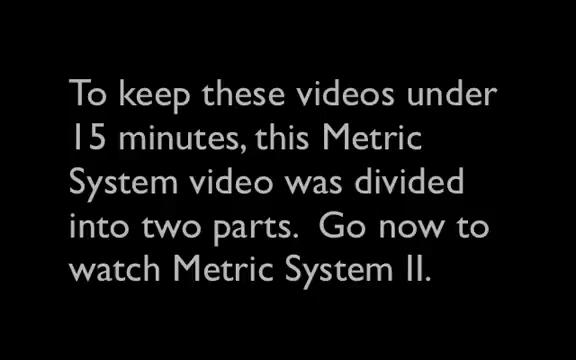 To keep these videos under
15 minutes, this Metric
System video was divided
into two parts.  Go now to
watch Metric System II.